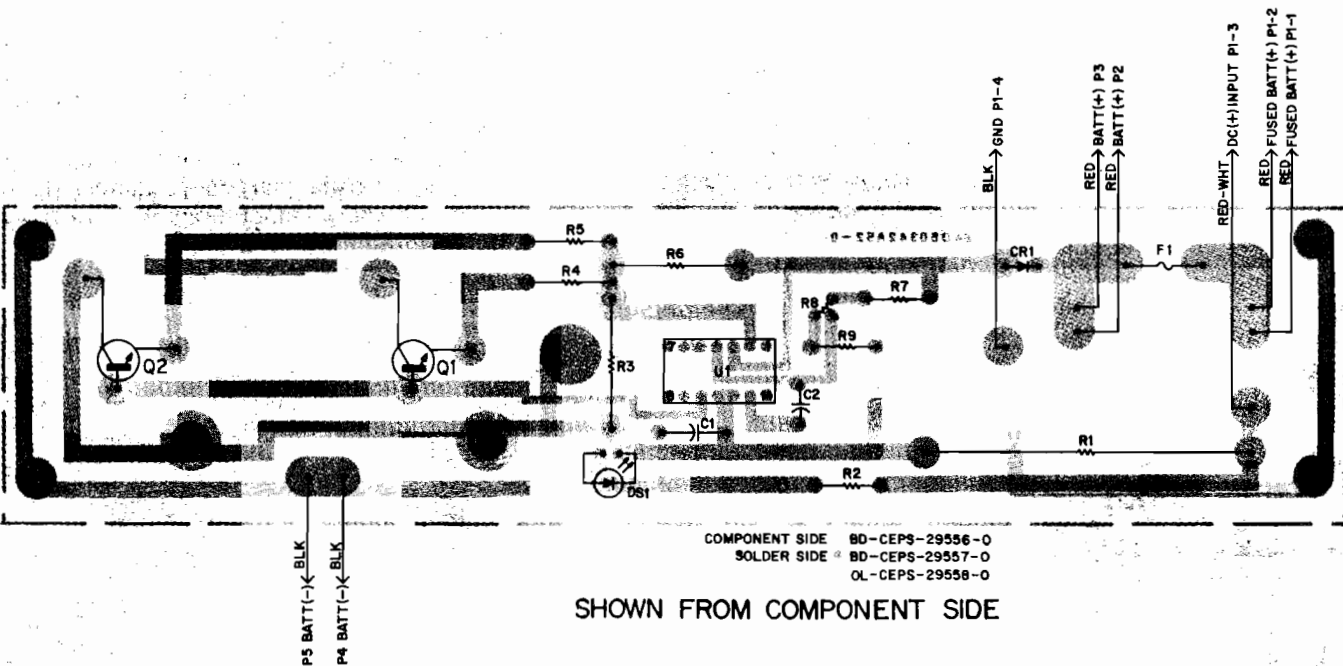 GND P1-4
BLK
BATT(+) P3
RED
BATT(+) P2
RED
DC(+) INPUT P1-3
RED-WHT
FUSED BATT(+) P1-2
RED
FUSED BATT(+) P1-1
RED
R5
R6
R4
CR1
F1
R7
R8
R9
Q2
Q1
R3
U1
C2
C1
R1
R2
DS1
BLK
P5 BATT(-)
BLK
P4 BATT(-)
COMPONENT SIDE BD-CEPS-29556-0
SOLDER SIDE BD-CEPS-29557-0
OL-CEPS-29558-0
SHOWN FROM COMPONENT SIDE